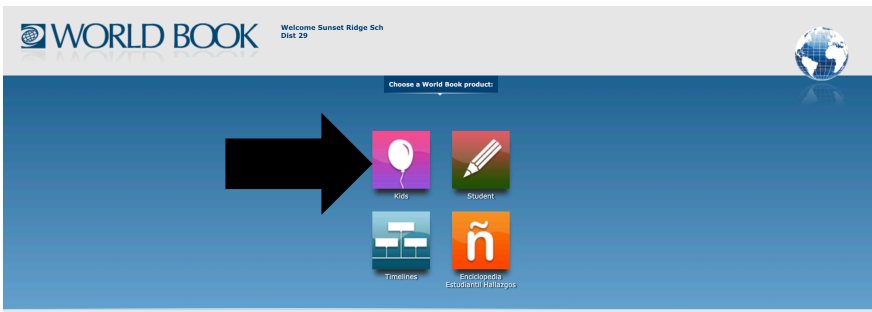 WORLD BOOK
Welcome Sunset Ridge Sch
Dist 29
Choose a World Book product:
Kids
Student
Timelines
ñ
Enciclopedia
Estudiantil Hallazgos